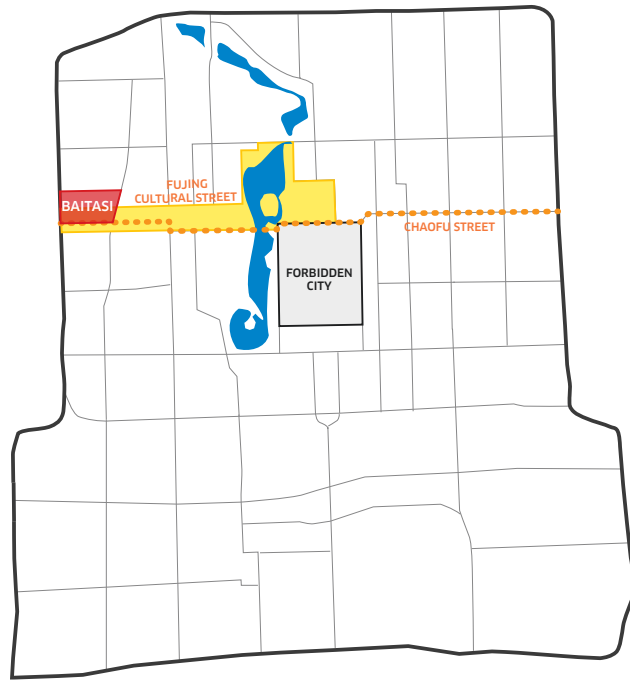 BAITASI
FUJING
CULTURAL STREET
CHAOFU STREET
FORBIDDEN
CITY